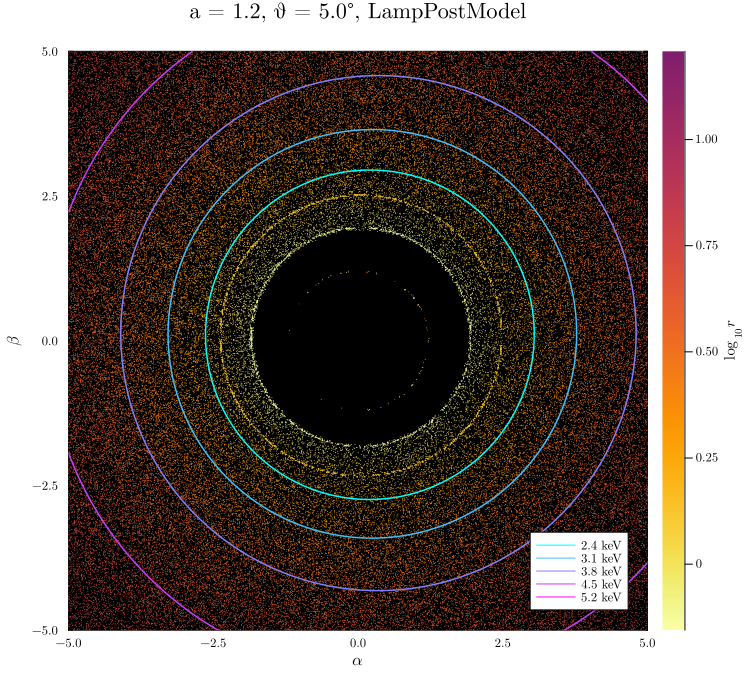 a = 1.2, ϑ = 5.0°, LampPostModel
5.0
2.5
0.0
−2.5
−5.0
β
−5.0
−2.5
0.0
2.5
5.0
α
2.4 keV
3.1 keV
3.8 keV
4.5 keV
5.2 keV
1.00
0.75
0.50
0.25
0
log₁₀ r